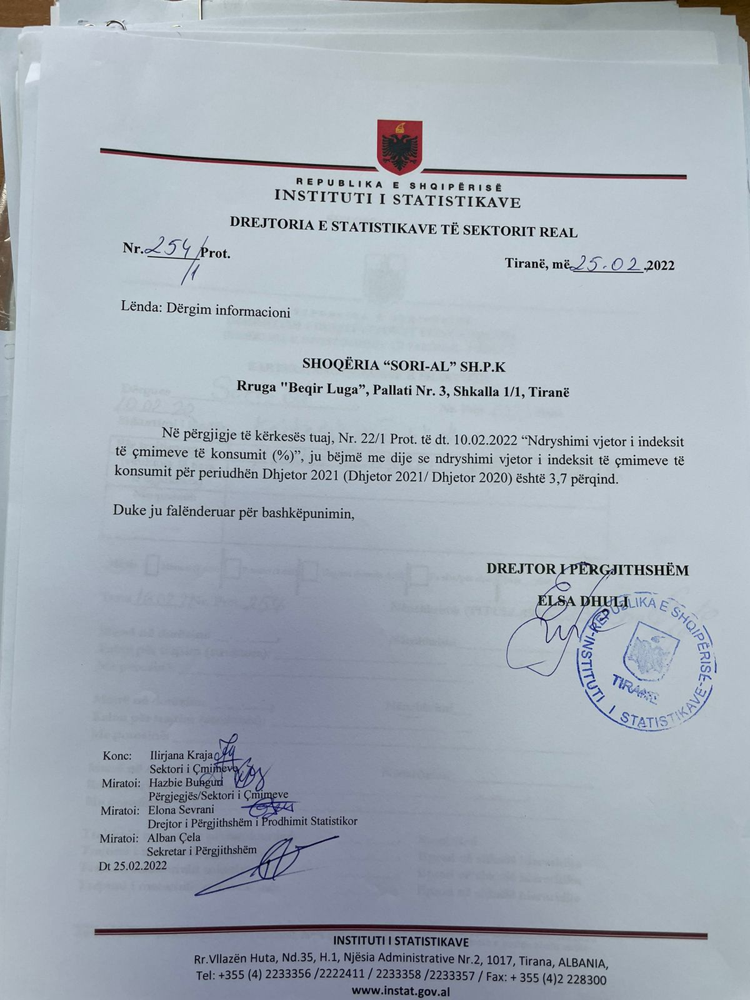 REPUBLIKA E SHQIPËRISË
INSTITUTI I STATISTIKAVE
DREJTORIA E STATISTIKAVE TË SEKTORIT REAL
Nr. 254/1 Prot.
Tiranë, më 25.02.2022
Lënda: Dërgim informacioni
SHOQËRIA “SORI-AL” SH.P.K
Rruga "Beqir Luga”, Pallati Nr. 3, Shkalla 1/1, Tiranë
Në përgjigje të kërkesës tuaj, Nr. 22/1 Prot. të dt. 10.02.2022 “Ndryshimi vjetor i indeksit
të çmimeve të konsumit (%)”, ju bëjmë me dije se ndryshimi vjetor i indeksit të çmimeve të
konsumit për periudhën Dhjetor 2021 (Dhjetor 2021/ Dhjetor 2020) është 3,7 përqind.
Duke ju falënderuar për bashkëpunimin,
DREJTOR I PËRGJITHSHËM
ELSA DHULI
REPUBLIKA E SHQIPËRISË-INSTITUTI I STATISTIKAVE-
TIRANË
Konc: Ilirjana Kraja
Sektori i Çmimeve
Miratoi: Hazbie Bunguri
Përgjegjës/Sektori i Çmimeve
Miratoi: Elona Sevrani
Drejtor i Përgjithshëm i Prodhimit Statistikor
Miratoi: Alban Çela
Sekretar i Përgjithshëm
Dt 25.02.2022
INSTITUTI I STATISTIKAVE
Rr.Vllazën Huta, Nd.35, H.1, Njësia Administrative Nr.2, 1017, Tirana, ALBANIA,
Tel: +355 (4) 2233356 /2222411 / 2233358 /2233357 / Fax: + 355 (4)2 228300
www.instat.gov.al